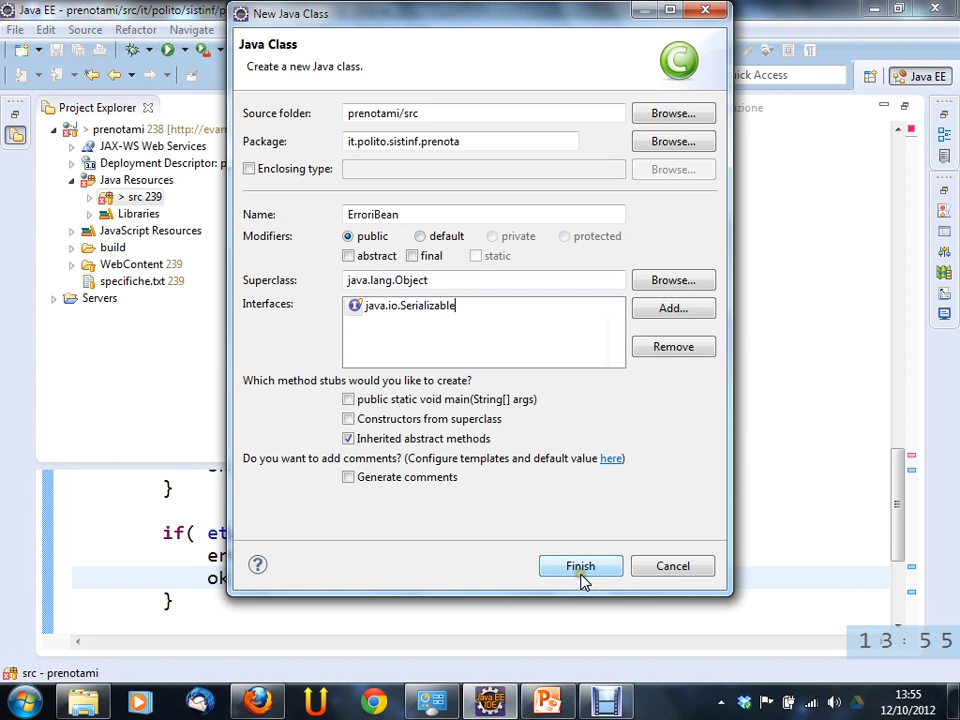 Java EE - prenotami/src/it/polito/sistinf/pr
New Java Class
File Edit Source Refactor Navigate
Java Class
Create a new Java class.
Quick Access
Java EE
Project Explorer
> prenotami 238 [http://evan
JAX-WS Web Services
Deployment Descriptor: p
Java Resources
> src 239
Libraries
JavaScript Resources
build
WebContent 239
specifiche.txt 239
Servers
Source folder: prenotami/src Browse...
Package: it.polito.sistinf.prenota Browse...
Enclosing type: Browse...
Name: ErroriBean
Modifiers: public default private protected
abstract final static
Superclass: java.lang.Object Browse...
Interfaces: java.io.Serializable Add...
Remove
Which method stubs would you like to create?
public static void main(String[] args)
Constructors from superclass
Inherited abstract methods
Do you want to add comments? (Configure templates and default value here)
Generate comments
Finish Cancel
}
if( et
er
ok
}
13:55
src - prenotami
Java EE
IDE
13:55
12/10/2012